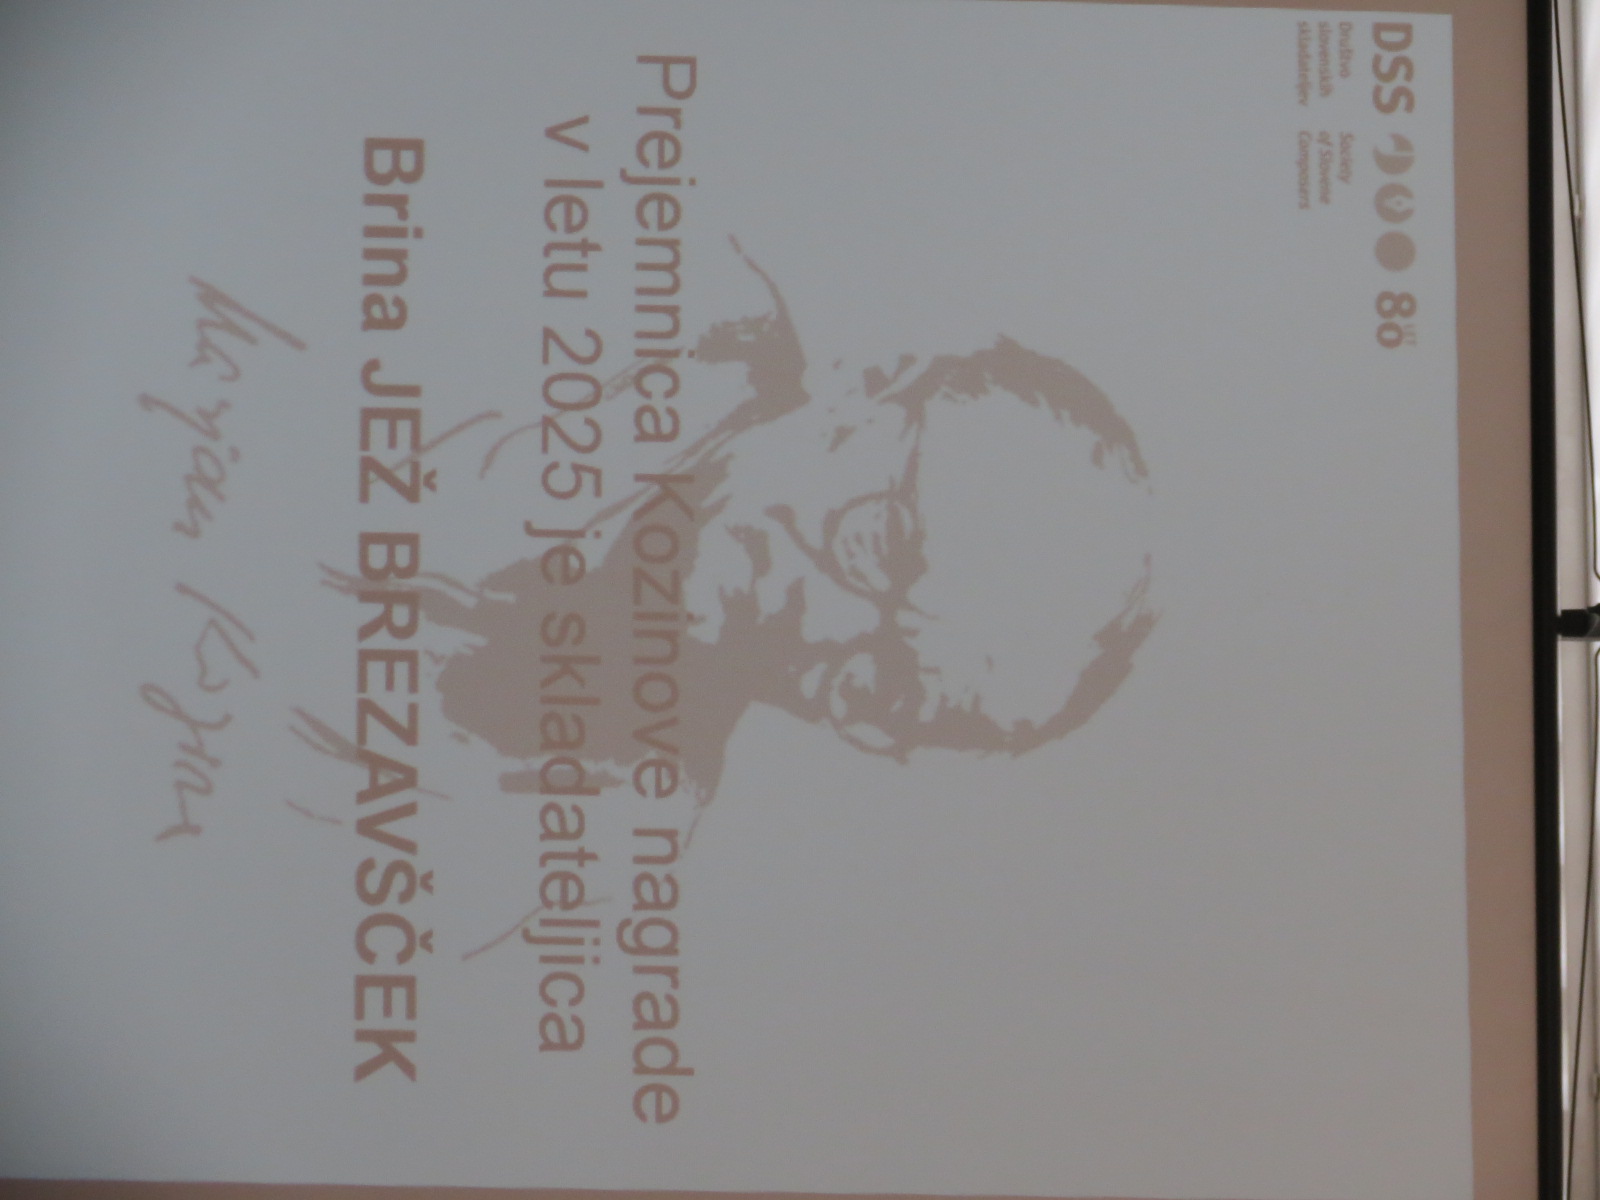 DSS 80
LET
Društvo
slovenskih
skladateljev
Society
of Slovene
Composers
Prejemnica Kozinove nagrade
v letu 2025 je skladateljica
Brina JEŽ BREZAVŠČEK
Marjan Kozina